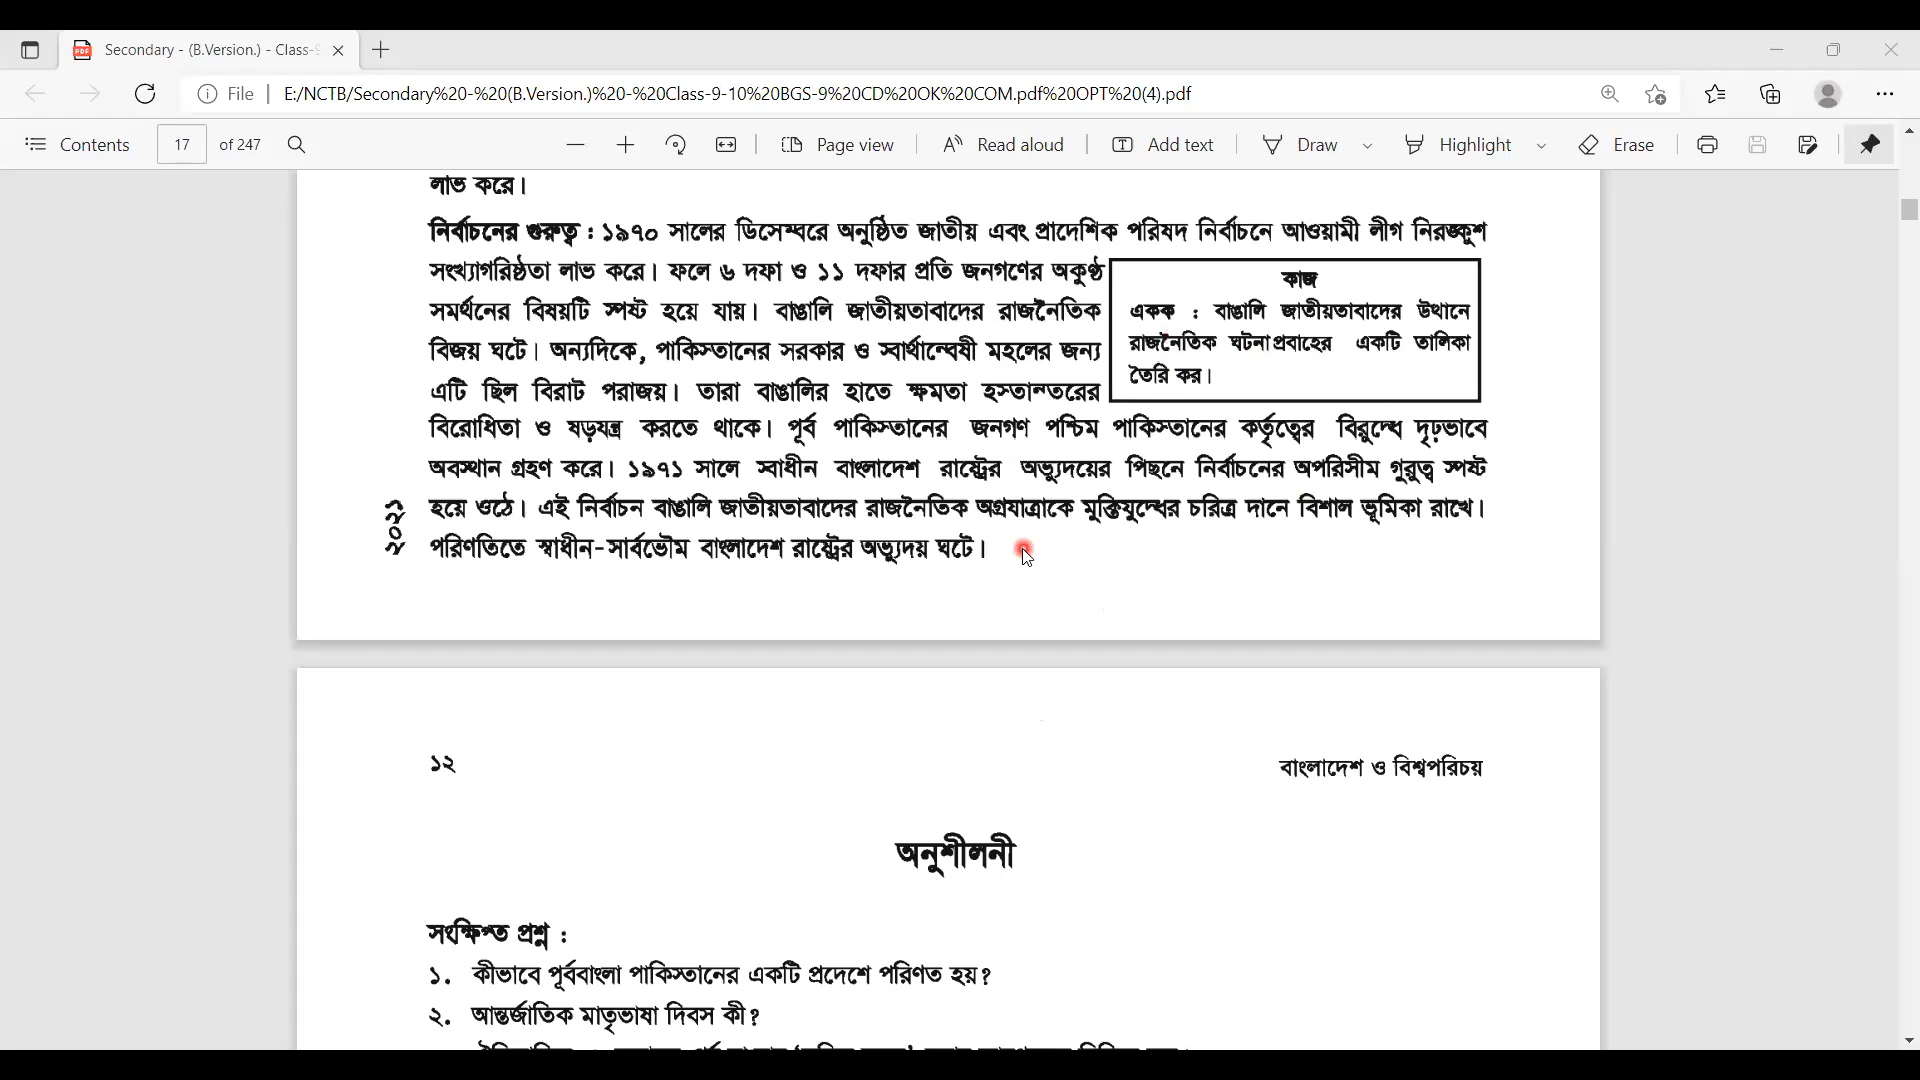 Secondary - (B.Version.) - Class-9
File
E:/NCTB/Secondary%20-%20(B.Version.)%20-%20Class-9-10%20BGS-9%20CD%20OK%20COM.pdf%20OPT%20(4).pdf
Contents 17 of 247 Page view Read aloud Add text Draw Highlight Erase
লাভ করে।
নির্বাচনের গুরুত্ব : ১৯৭০ সালের ডিসেম্বরে অনুষ্ঠিত জাতীয় এবং প্রাদেশিক পরিষদ নির্বাচনে আওয়ামী লীগ নিরঙ্কুশ
সংখ্যাগরিষ্ঠতা লাভ করে। ফলে ৬ দফা ও ১১ দফার প্রতি জনগণের অকুণ্ঠ
সমর্থনের বিষয়টি স্পষ্ট হয়ে যায়। বাঙালি জাতীয়তাবাদের রাজনৈতিক
বিজয় ঘটে। অন্যদিকে, পাকিস্তানের সরকার ও স্বার্থান্বেষী মহলের জন্য
এটি ছিল বিরাট পরাজয়। তারা বাঙালির হাতে ক্ষমতা হস্তান্তরের
কাজ
একক : বাঙালি জাতীয়তাবাদের উত্থানে
রাজনৈতিক ঘটনাপ্রবাহের একটি তালিকা
তৈরি কর।
বিরোধিতা ও ষড়যন্ত্র করতে থাকে। পূর্ব পাকিস্তানের জনগণ পশ্চিম পাকিস্তানের কর্তৃত্বের বিরুদ্ধে দৃঢ়ভাবে
অবস্থান গ্রহণ করে। ১৯৭১ সালে স্বাধীন বাংলাদেশ রাষ্ট্রের অভ্যুদয়ের পিছনে নির্বাচনের অপরিসীম গুরুত্ব স্পষ্ট
হয়ে ওঠে। এই নির্বাচন বাঙালি জাতীয়তাবাদের রাজনৈতিক অগ্রযাত্রাকে মুক্তিযুদ্ধের চরিত্র দানে বিশাল ভূমিকা রাখে।
পরিণতিতে স্বাধীন-সার্বভৌম বাংলাদেশ রাষ্ট্রের অভ্যুদয় ঘটে।
২০২১
১২
বাংলাদেশ ও বিশ্বপরিচয়
অনুশীলনী
সংক্ষিপ্ত প্রশ্ন :
১. কীভাবে পূর্ববাংলা পাকিস্তানের একটি প্রদেশে পরিণত হয়?
২. আন্তর্জাতিক মাতৃভাষা দিবস কী?